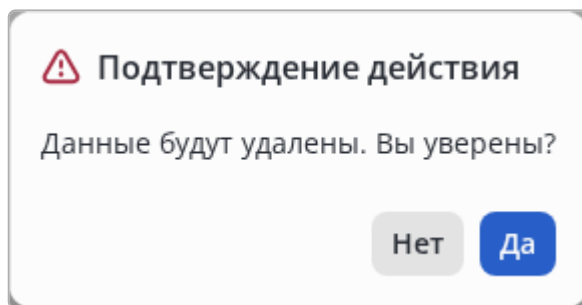 Подтверждение действия
Данные будут удалены. Вы уверены?
Нет Да